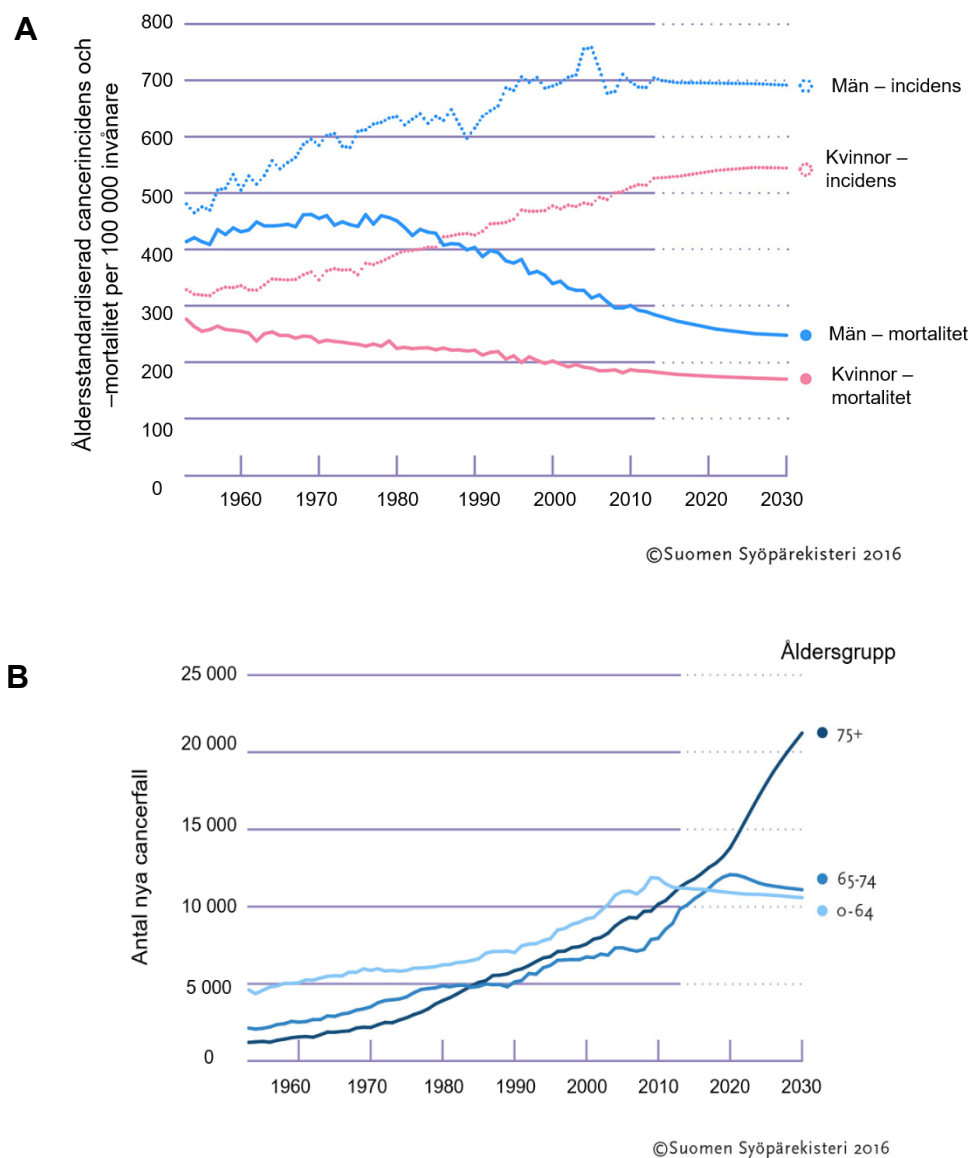 A
Åldersstandardiserad cancerincidens och
–mortalitet per 100 000 invånare
800
700
600
500
400
300
200
100
0
1960 1970 1980 1990 2000 2010 2020 2030
Män – incidens
Kvinnor –
incidens
Män – mortalitet
Kvinnor –
mortalitet
©Suomen Syöpärekisteri 2016
B
Åldersgrupp
Antal nya cancerfall
25 000
20 000
15 000
10 000
5 000
0
1960 1970 1980 1990 2000 2010 2020 2030
75+
65-74
0-64
©Suomen Syöpärekisteri 2016